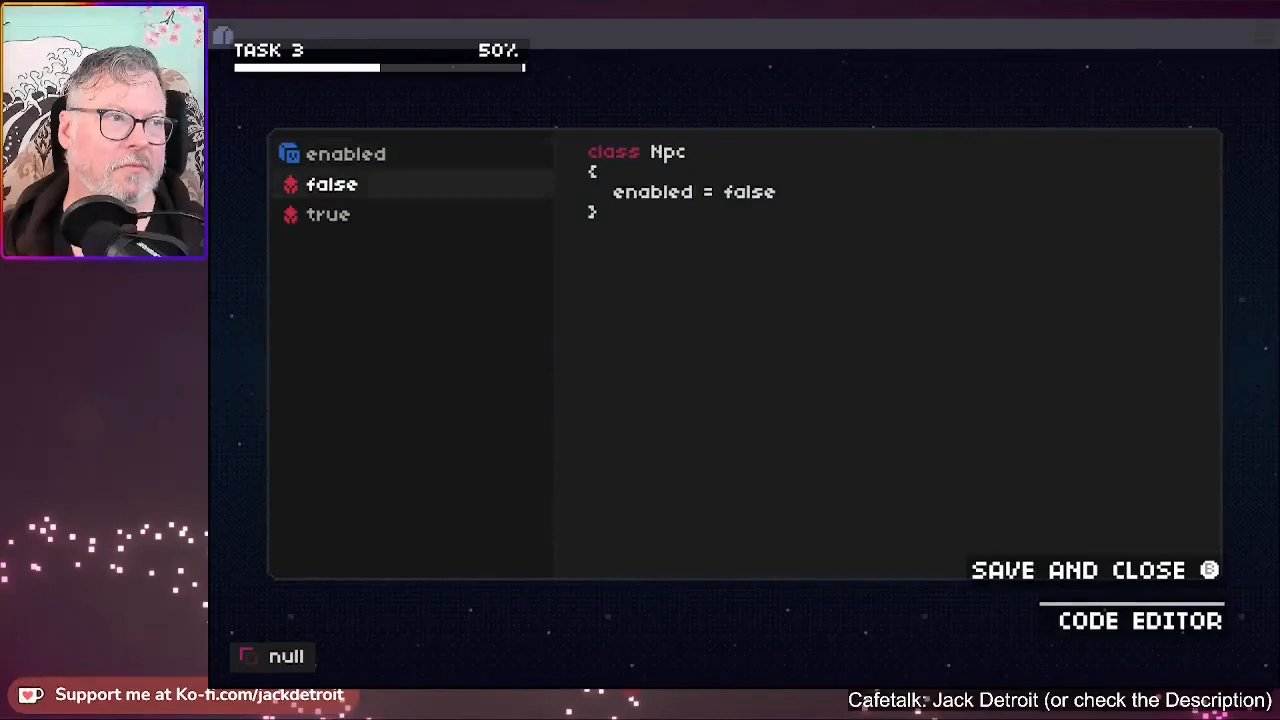 TASK 3 50%
enabled
false
true
class Npc
{
enabled = false
}
SAVE AND CLOSE B
CODE EDITOR
null
Support me at Ko-fi.com/jackdetroit
Cafetalk: Jack Detroit (or check the Description)